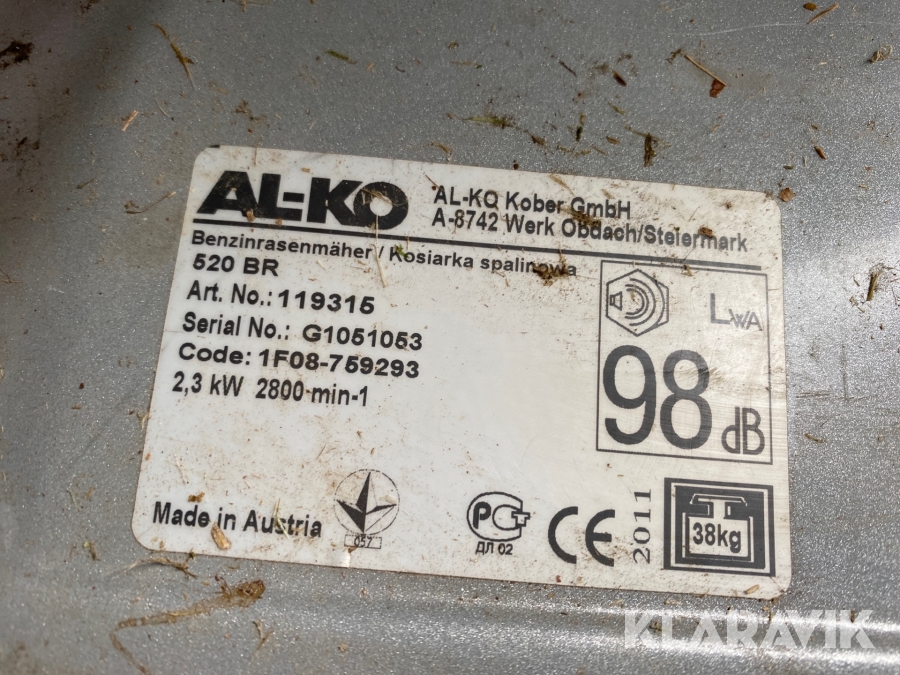 AL-KO
AL-KO Kober GmbH
A-8742 Werk Obdach/Steiermark
Benzinrasenmäher / Kosiarka spalinowa
520 BR
Art. No.: 119315
Serial No.: G1051053
Code: 1F08-759293
2,3 kW 2800 min-1
LWA
98 dB
Made in Austria
057
РСТ
ДЛ 02
CE
2011
38kg
KLARAVIK